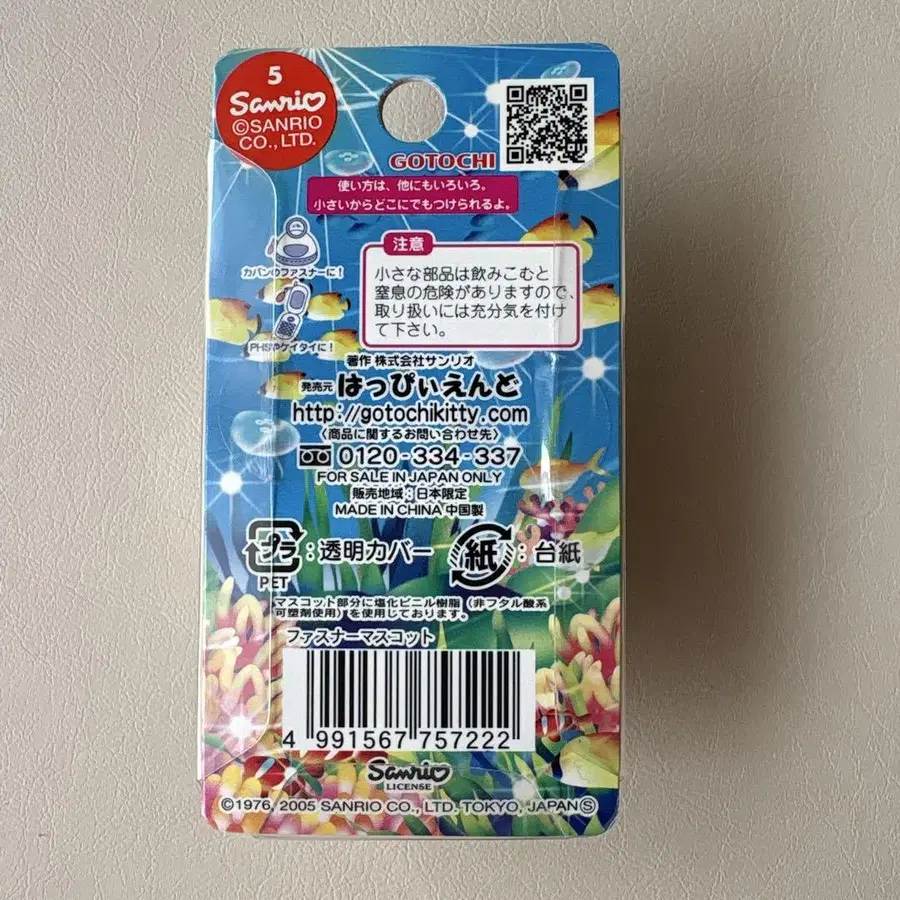 5
Sanrio
©SANRIO
CO., LTD.
GOTOCHI
使い方は、他にもいろいろ。
小さいからどこにでもつけられるよ。
カバンのファスナーに!
PHSやケイタイに!
注意
小さな部品は飲みこむと
窒息の危険がありますので、
取り扱いには充分気を付け
て下さい。
著作 株式会社サンリオ
発売元 はっぴぃえんど
http://gotochikitty.com
〈商品に関するお問い合わせ先〉
0120-334-337
FOR SALE IN JAPAN ONLY
販売地域:日本限定
MADE IN CHINA 中国製
プラ:透明カバー
PET
紙:台紙
マスコット部分に塩化ビニル樹脂(非フタル酸系
可塑剤使用)を使用しております。
ファスナーマスコット
4 991567 757222
Sanrio
LICENSE
©1976, 2005 SANRIO CO., LTD. TOKYO, JAPAN Ⓢ